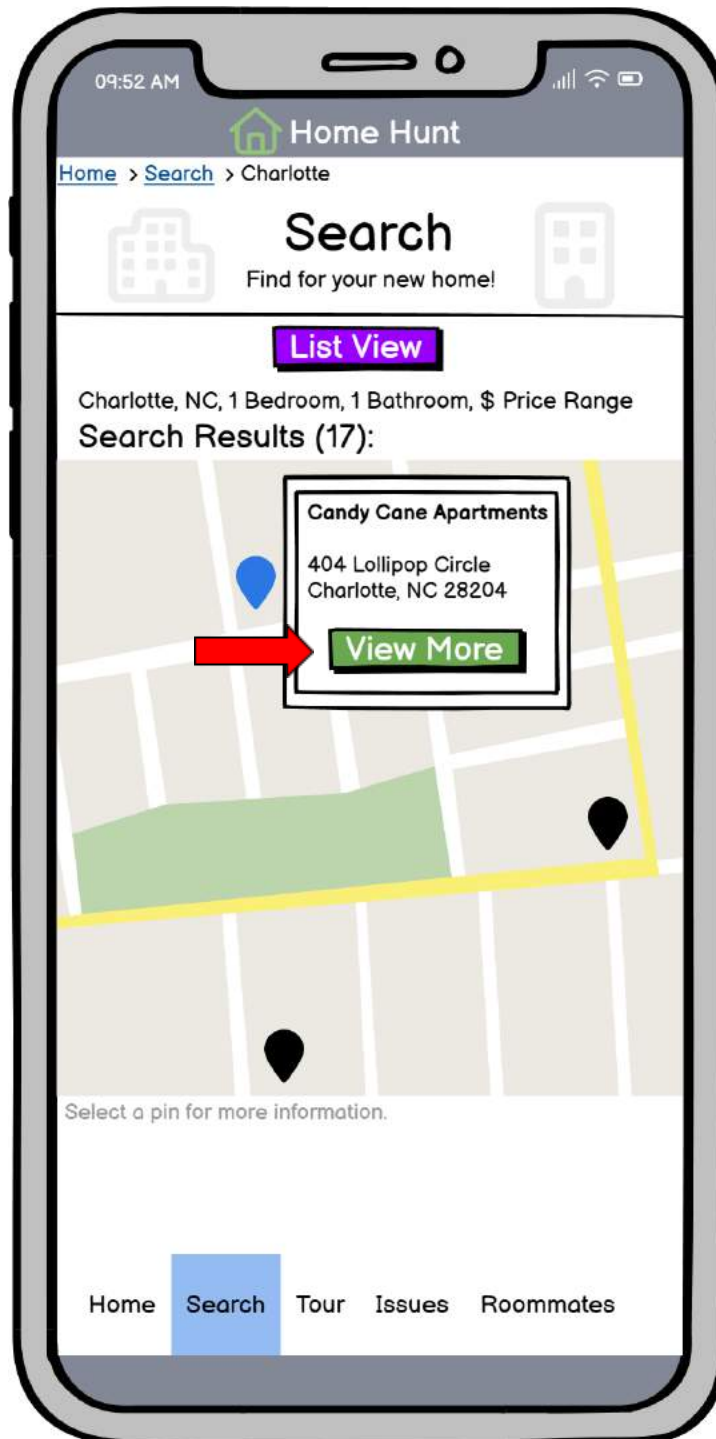 09:52 AM
Home Hunt
Home > Search > Charlotte
Search
Find for your new home!
List View
Charlotte, NC, 1 Bedroom, 1 Bathroom, $ Price Range
Search Results (17):
Candy Cane Apartments
404 Lollipop Circle
Charlotte, NC 28204
View More
Select a pin for more information.
Home Search Tour Issues Roommates